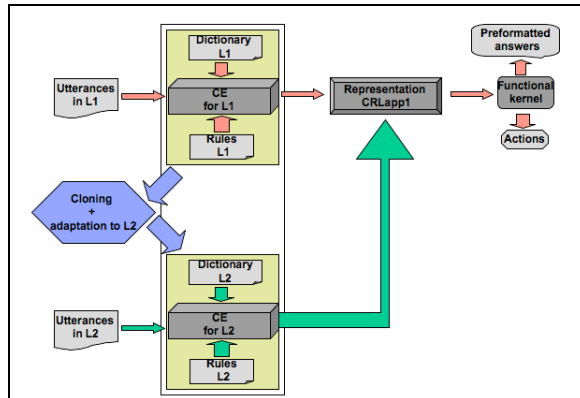 Dictionary
L1
Utterances
in L1
CE
for L1
Rules
L1
Representation
CRLapp1
Preformatted
answers
Functional
kernel
Actions
Cloning
+
adaptation to L2
Dictionary
L2
Utterances
in L2
CE
for L2
Rules
L2